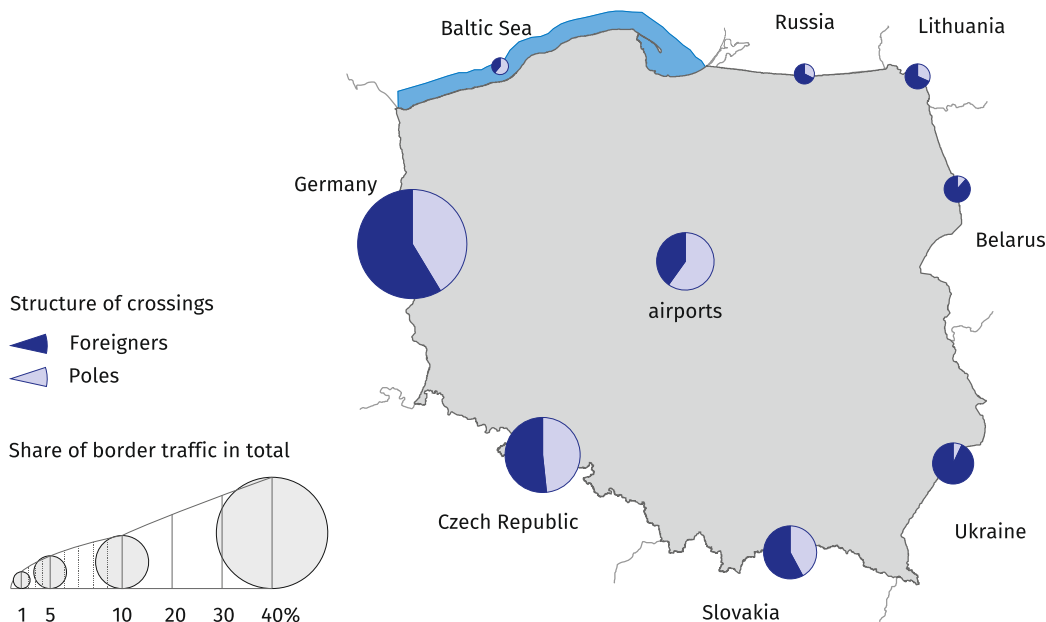 Baltic Sea
Russia
Lithuania
Germany
Belarus
airports
Structure of crossings
Foreigners
Poles
Share of border traffic in total
1 5 10 20 30 40%
Czech Republic
Ukraine
Slovakia